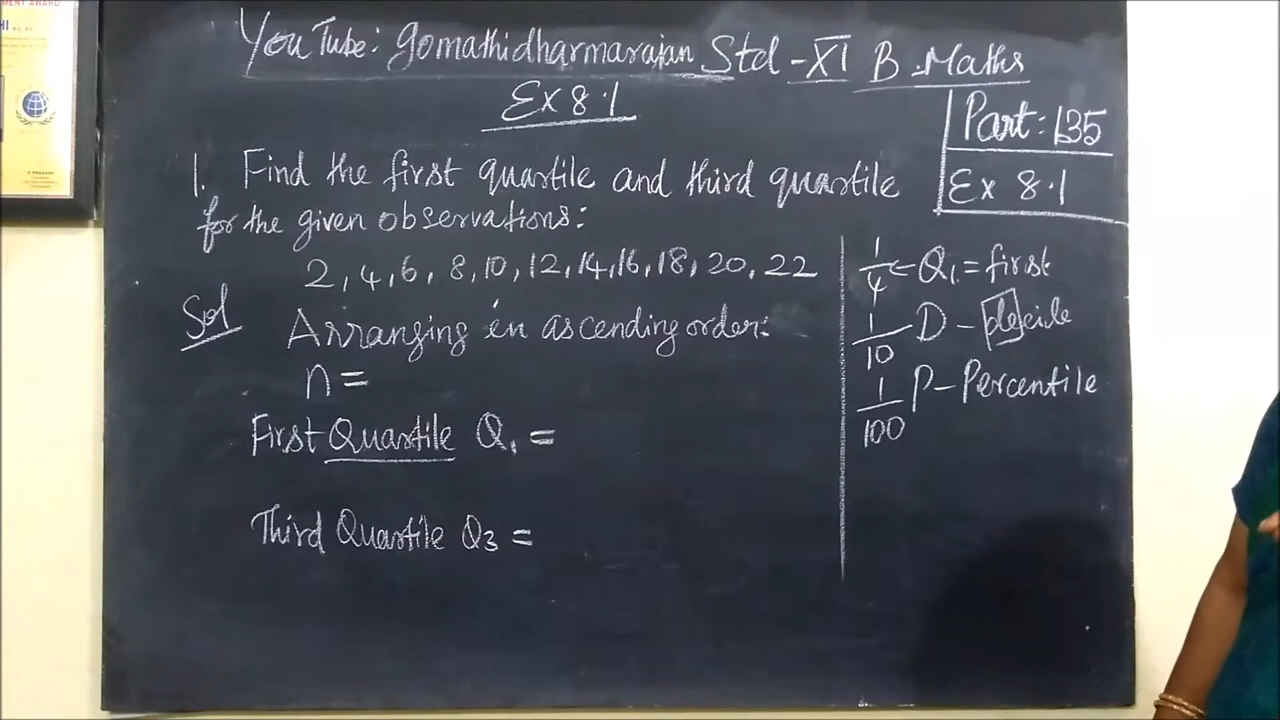 MENT AWARD
YouTube: gomathidharmarajan Std-XI B.Maths
Ex 8.1
Part: 135
Ex 8.1
1. Find the first quartile and third quartile
for the given observations:
2, 4, 6, 8, 10, 12, 14, 16, 18, 20, 22
Sol Arranging in ascending order:
n =
First Quartile Q₁ =
Third Quartile Q₃ =
1/4 ← Q₁ = first
1/10 D -
1/100 P - Percentile